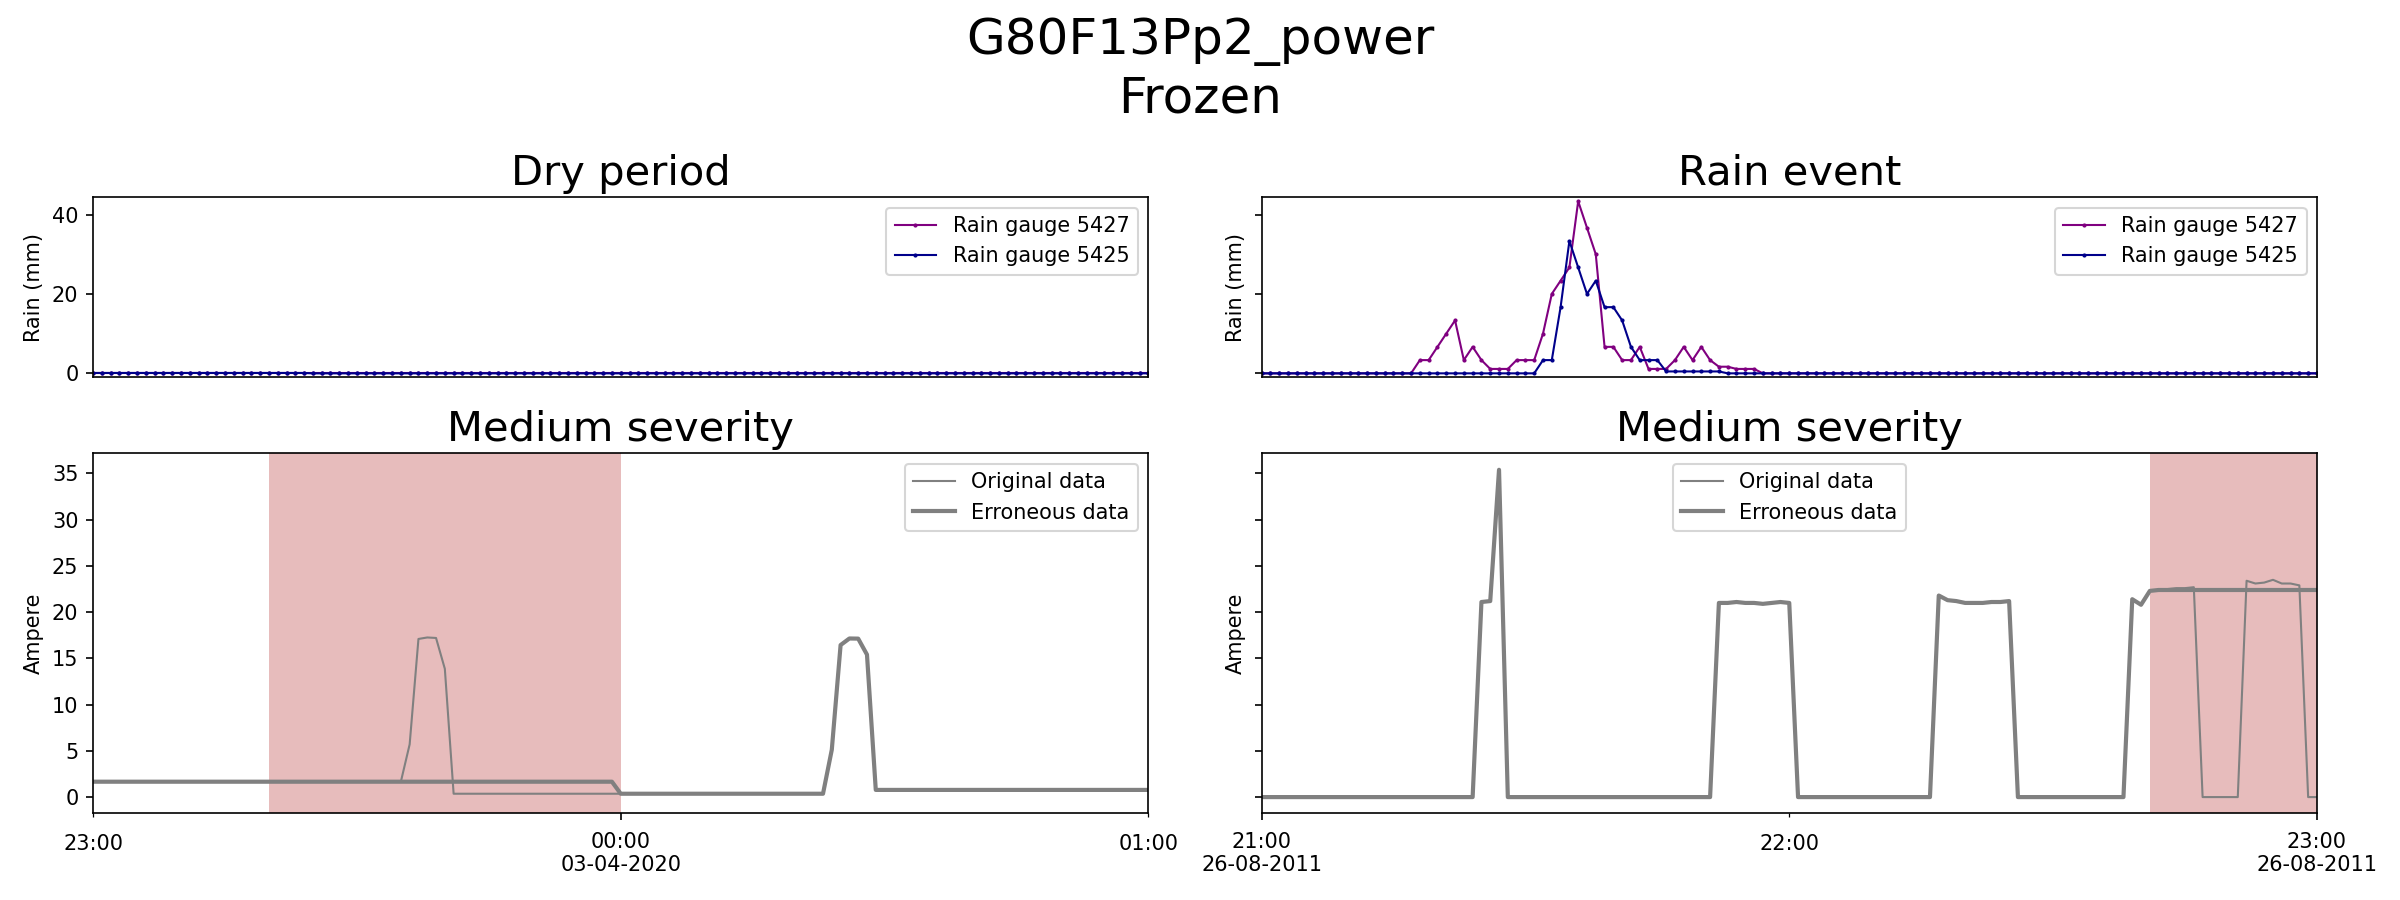 G80F13Pp2_power
Frozen
Dry period
Rain event
40
20
0
Rain (mm)
Rain gauge 5427
Rain gauge 5425
Rain (mm)
Rain gauge 5427
Rain gauge 5425
Medium severity
Medium severity
35
30
25
20
15
10
5
0
Ampere
Original data
Erroneous data
Ampere
Original data
Erroneous data
23:00
00:00
03-04-2020
01:00
21:00
26-08-2011
22:00
23:00
26-08-2011